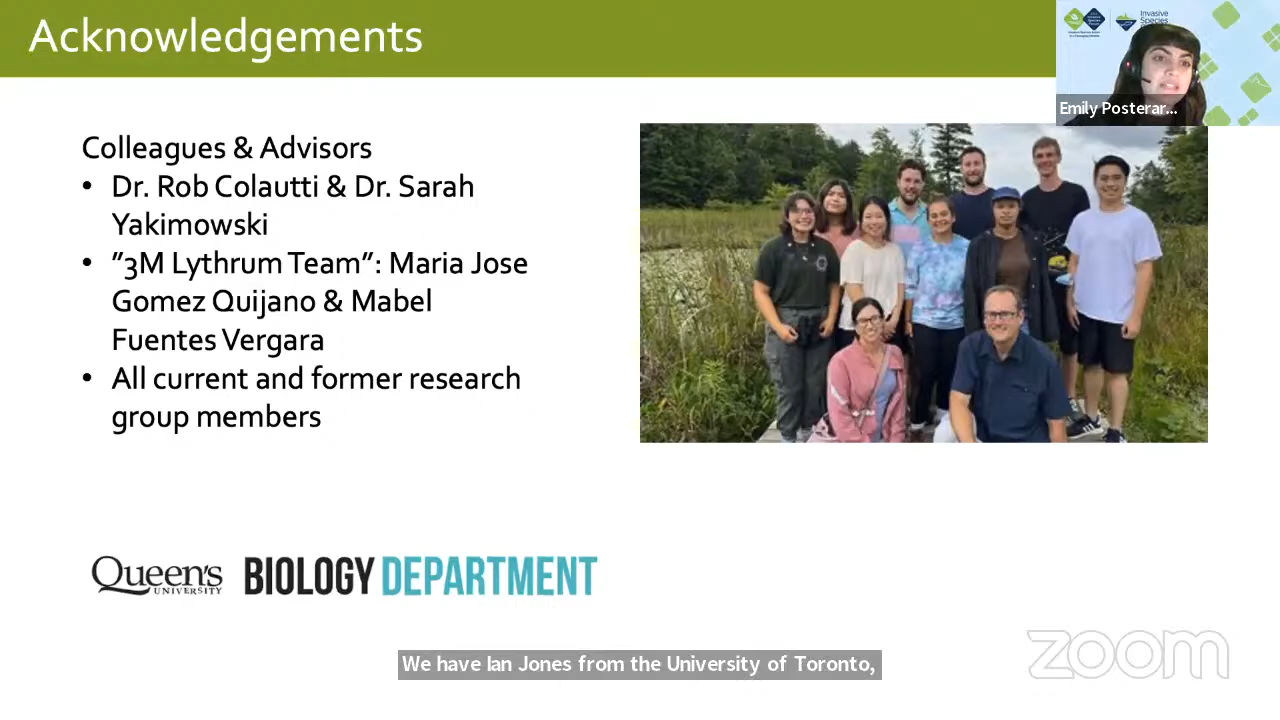 Acknowledgements
Invasive
Species
Emily Posterar...
Colleagues & Advisors
• Dr. Rob Colautti & Dr. Sarah
Yakimowski
• ”3M Lythrum Team”: Maria Jose
Gomez Quijano & Mabel
Fuentes Vergara
• All current and former research
group members
Queen's
UNIVERSITY
BIOLOGY DEPARTMENT
We have Ian Jones from the University of Toronto,
zoom